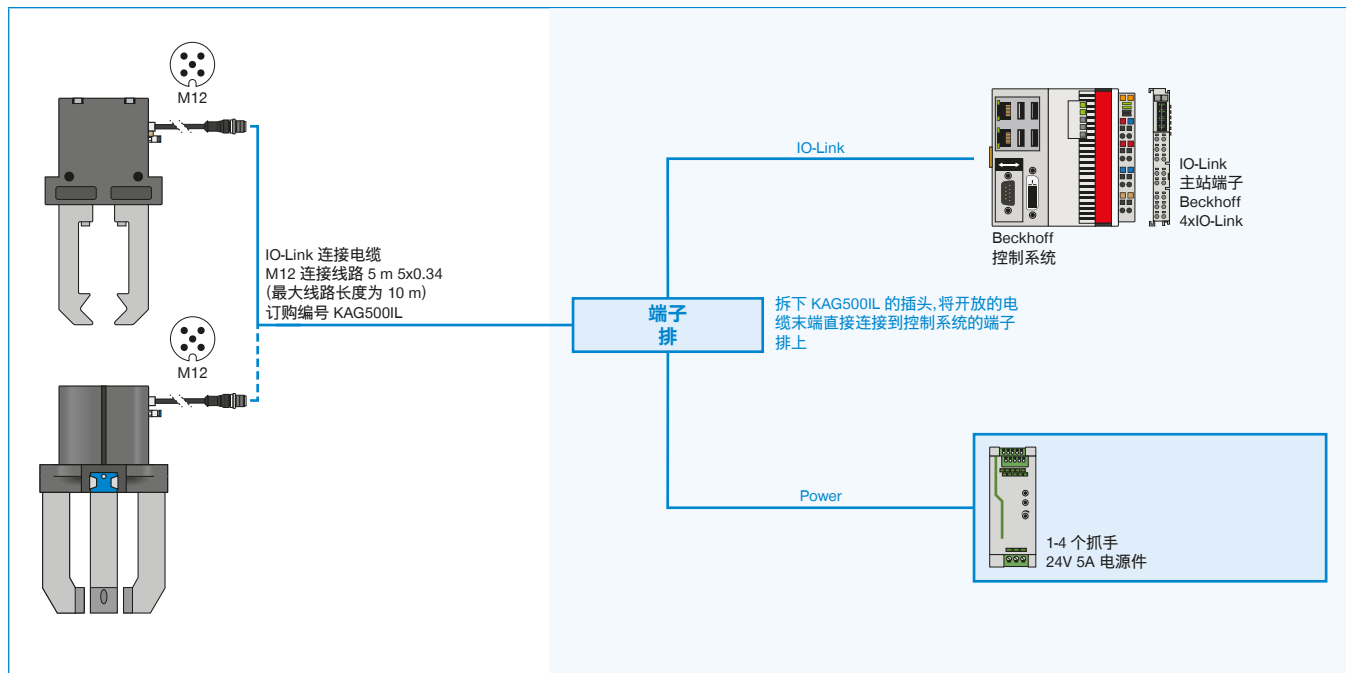 M12
IO-Link 连接电缆
M12 连接线路 5 m 5x0.34
(最大线路长度为 10 m)
订购编号 KAG500IL
M12
端子
排
IO-Link
Beckhoff
控制系统
IO-Link
主站端子
Beckhoff
4xIO-Link
拆下 KAG500IL 的插头,将开放的电
缆末端直接连接到控制系统的端子
排上
Power
1-4 个抓手
24V 5A 电源件